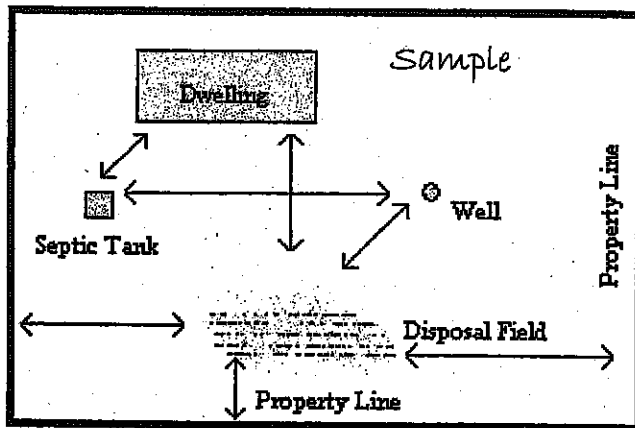 Sample
Dwelling
Well
Septic Tank
Property Line
Disposal Field
Property Line